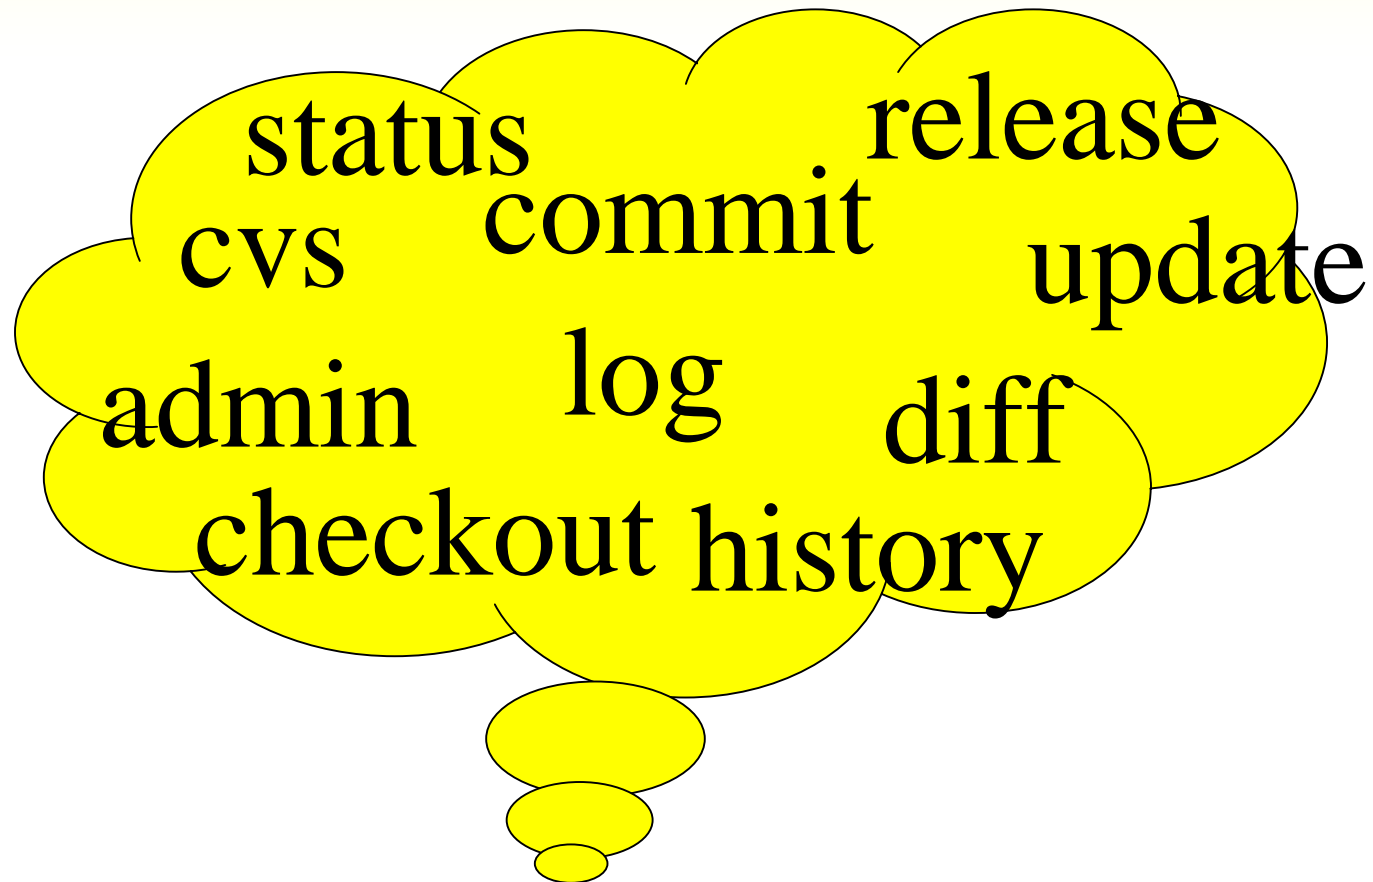 status
release
commit
cvs
update
log
admin
diff
checkout
history